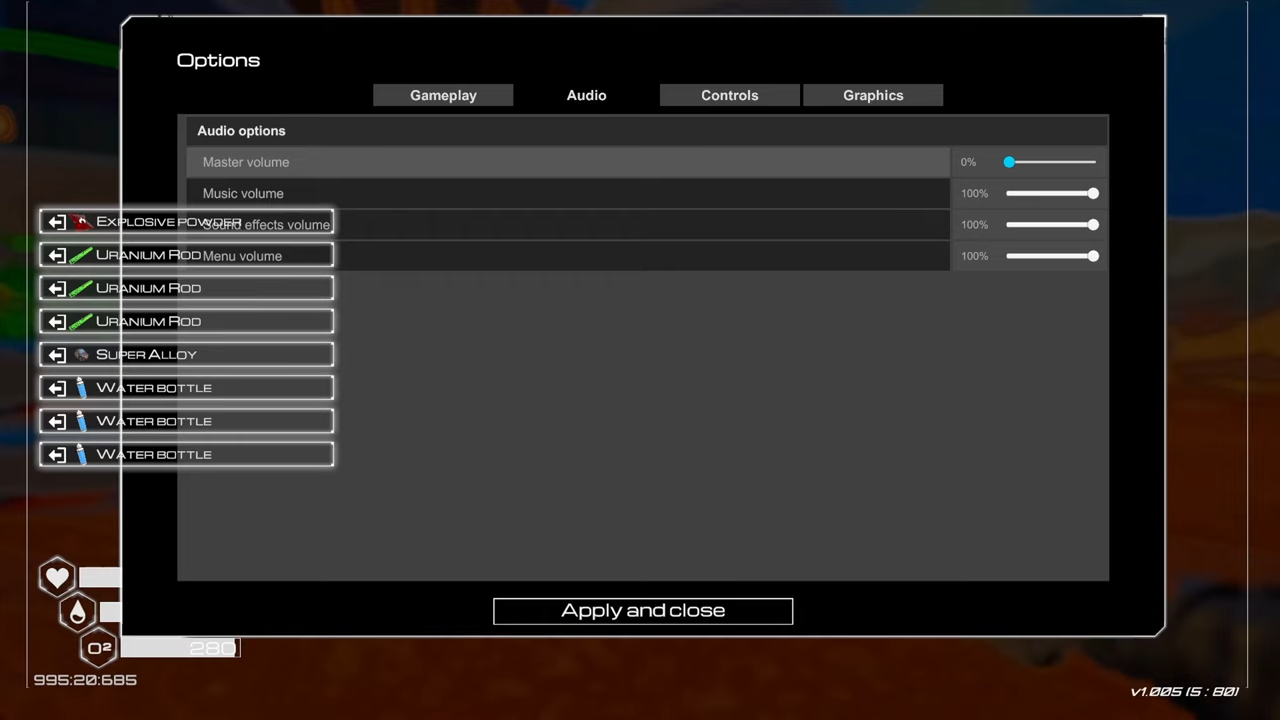 Options
Gameplay Audio Controls Graphics
Audio options
Master volume 0%
Music volume 100%
Sound effects volume 100%
Menu volume 100%
Explosive powder
Uranium Rod
Uranium Rod
Uranium Rod
Super Alloy
Water bottle
Water bottle
Water bottle
Apply and close
O²
280
995:20:685
v1.005 (5 : 80)